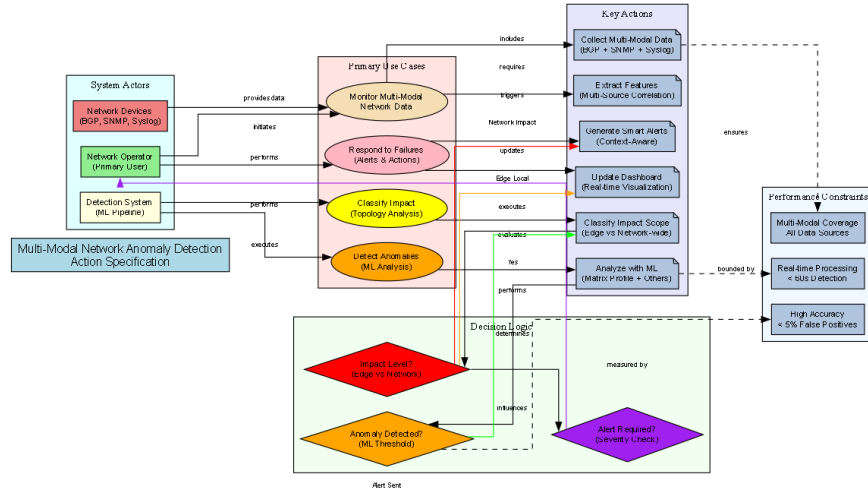 System Actors
Network Devices
(BGP, SNMP, Syslog)
Network Operator
(Primary User)
Detection System
(ML Pipeline)
Multi-Modal Network Anomaly Detection
Action Specification
provides data
initiates
performs
performs
executes
Primary Use Cases
Monitor Multi-Modal
Network Data
Respond to Failures
(Alerts & Actions)
Classify Impact
(Topology Analysis)
Detect Anomalies
(ML Analysis)
includes
requires
triggers
Network Impact
updates
Edge Local
executes
evaluates
Yes
performs
Key Actions
Collect Multi-Modal Data
(BGP + SNMP + Syslog)
Extract Features
(Multi-Source Correlation)
Generate Smart Alerts
(Context-Aware)
Update Dashboard
(Real-time Visualization)
Classify Impact Scope
(Edge vs Network-wide)
Analyze with ML
(Matrix Profile + Others)
ensures
bounded by
Performance Constraints
Multi-Modal Coverage
All Data Sources
Real-time Processing
< 60s Detection
High Accuracy
< 5% False Positives
Decision Logic
determines
Impact Level?
(Edge vs Network)
measured by
influences
Anomaly Detected?
(ML Threshold)
Alert Required?
(Severity Check)
Alert Sent